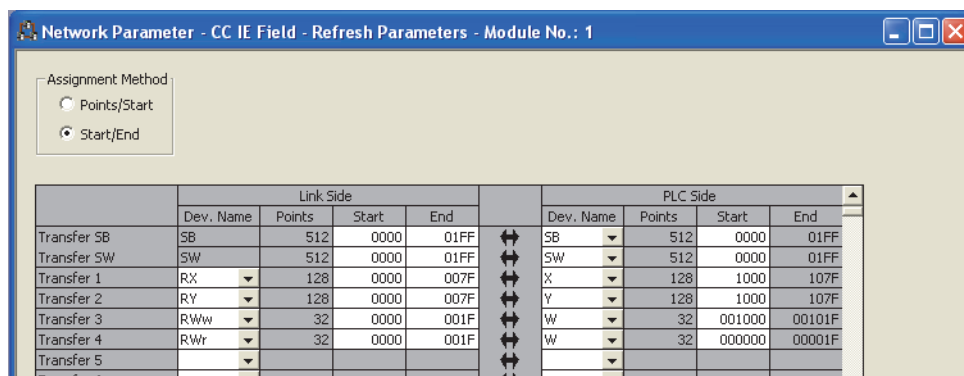 Network Parameter - CC IE Field - Refresh Parameters - Module No.: 1
Assignment Method
Points/Start
Start/End
Link Side PLC Side
Dev. Name Points Start End Dev. Name Points Start End
Transfer SB SB 512 0000 01FF SB 512 0000 01FF
Transfer SW SW 512 0000 01FF SW 512 0000 01FF
Transfer 1 RX 128 0000 007F X 128 1000 107F
Transfer 2 RY 128 0000 007F Y 128 1000 107F
Transfer 3 RWw 32 0000 001F W 32 001000 00101F
Transfer 4 RWr 32 0000 001F W 32 000000 00001F
Transfer 5